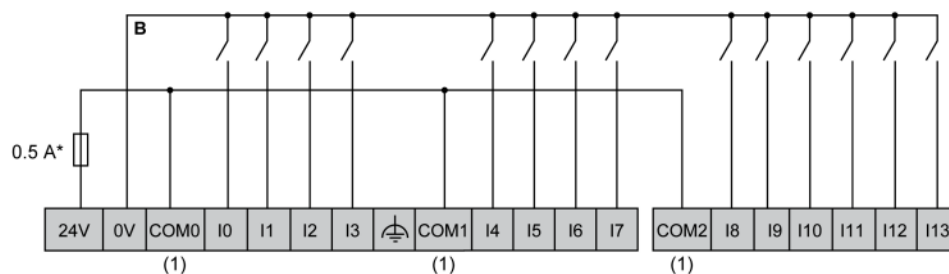 B
0.5 A*
24V 0V COM0 I0 I1 I2 I3 COM1 I4 I5 I6 I7 COM2 I8 I9 I10 I11 I12 I13
(1) (1) (1)